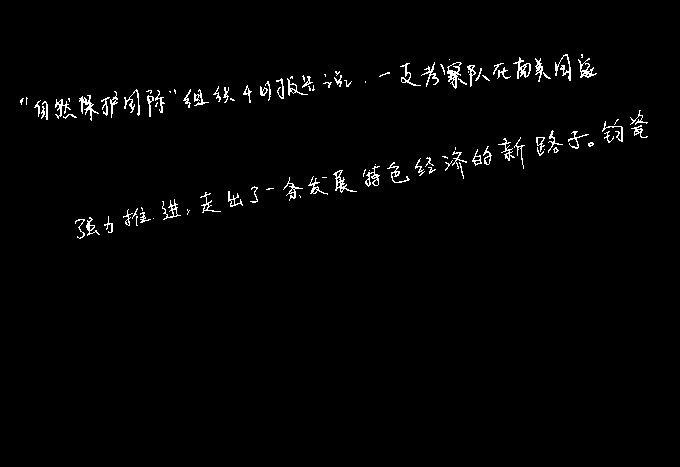 “自然保护国际”组织4日报告说，一支考察队在南美国家
强力推进，走出了一条发展特色经济的新路子。钧瓷